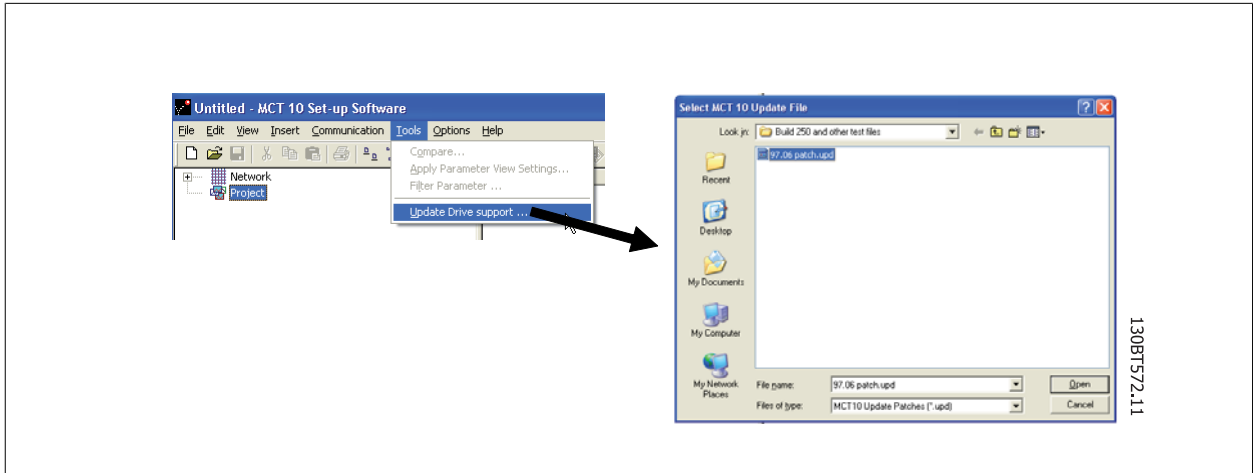 Untitled - MCT 10 Set-up Software
File Edit View Insert Communication Tools Options Help
Network
Project
Compare...
Apply Parameter View Settings...
Filter Parameter ...
Update Drive support ...
Select MCT 10 Update File
Look in: Build 250 and other test files
97.06 patch.upd
Recent
Desktop
My Documents
My Computer
My Network
Places
File name: 97.06 patch.upd Open
Files of type: MCT10 Update Patches (*.upd) Cancel
130BT572.11